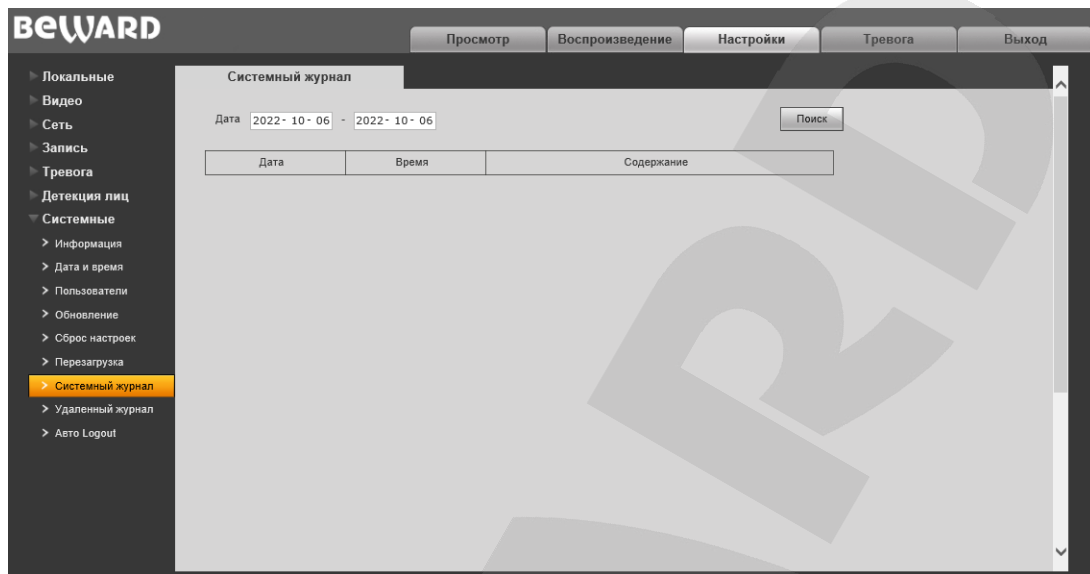 BEWARD
Просмотр Воспроизведение Настройки Тревога Выход
Локальные
Видео
Сеть
Запись
Тревога
Детекция лиц
Системные
Информация
Дата и время
Пользователи
Обновление
Сброс настроек
Перезагрузка
Системный журнал
Удаленный журнал
Авто Logout
Системный журнал
Дата 2022- 10- 06 - 2022- 10- 06 Поиск
Дата Время Содержание